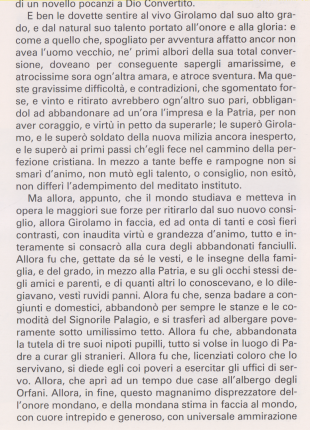 di un novello pocanzi a Dio Convertito.
E ben le dovette sentire al vivo Girolamo dal suo alto gra-
do, e dal natural suo talento portato all'onore e alla gloria: e
come a quello che, spogliato per avventura affatto ancor non
avea l'uomo vecchio, ne' primi albori della sua total conver-
sione, doveano per conseguente sapergli amarissime, e
atrocissime sora ogn'altra amara, e atroce sventura. Ma que-
ste gravissime difficoltà, e contradizioni, che sgomentato for-
se, e vinto e ritirato avrebbero ogn'altro suo pari, obbligan-
dol ad abbandonare ad un'ora l'impresa e la Patria, per non
aver coraggio, e virtù in petto da superarle; le superò Girola-
mo, e le superò soldato della nuova milizia ancora inesperto,
e le superò ai primi passi ch'egli fece nel cammino della per-
fezione cristiana. In mezzo a tante beffe e rampogne non si
smarì d'animo, non mutò egli talento, o consiglio, non esitò,
non differì l'adempimento del meditato instituto.
Ma allora, appunto, che il mondo studiava e metteva in
opera le maggiori sue forze per ritirarlo dal suo nuovo consi-
glio, allora Girolamo in faccia, ed ad onta di tanti e così fieri
contrasti, con inaudita virtù e grandezza d'animo, tutto e in-
teramente si consacrò alla cura degli abbandonati fanciulli.
Allora fu che, gettate da sé le vesti, e le insegne della fami-
glia, e del grado, in mezzo alla Patria, e su gli occhi stessi de-
gli amici e parenti, e di quanti altri lo conoscevano, e lo dile-
giavano, vestì ruvidi panni. Alora fu che, senza badare a con-
giunti e domestici, abbandonò per sempre le stanze e le co-
modità del Signorile Palagio, e si trasferì ad albergare pove-
ramente sotto umilissimo tetto. Allora fu che, abbandonata
la tutela di tre suoi nipoti pupilli, tutto si volse in luogo di Pa-
dre a curar gli stranieri. Allora fu che, licenziati coloro che lo
servivano, si diede egli coi poveri a esercitar gli uffici di ser-
vo. Allora, che aprì ad un tempo due case all'albergo degli
Orfani. Allora, in fine, questo magnanimo disprezzatore del-
l'onore mondano, e della mondana stima in faccia al mondo,
con cuore intrepido e generoso, con universale ammirazione